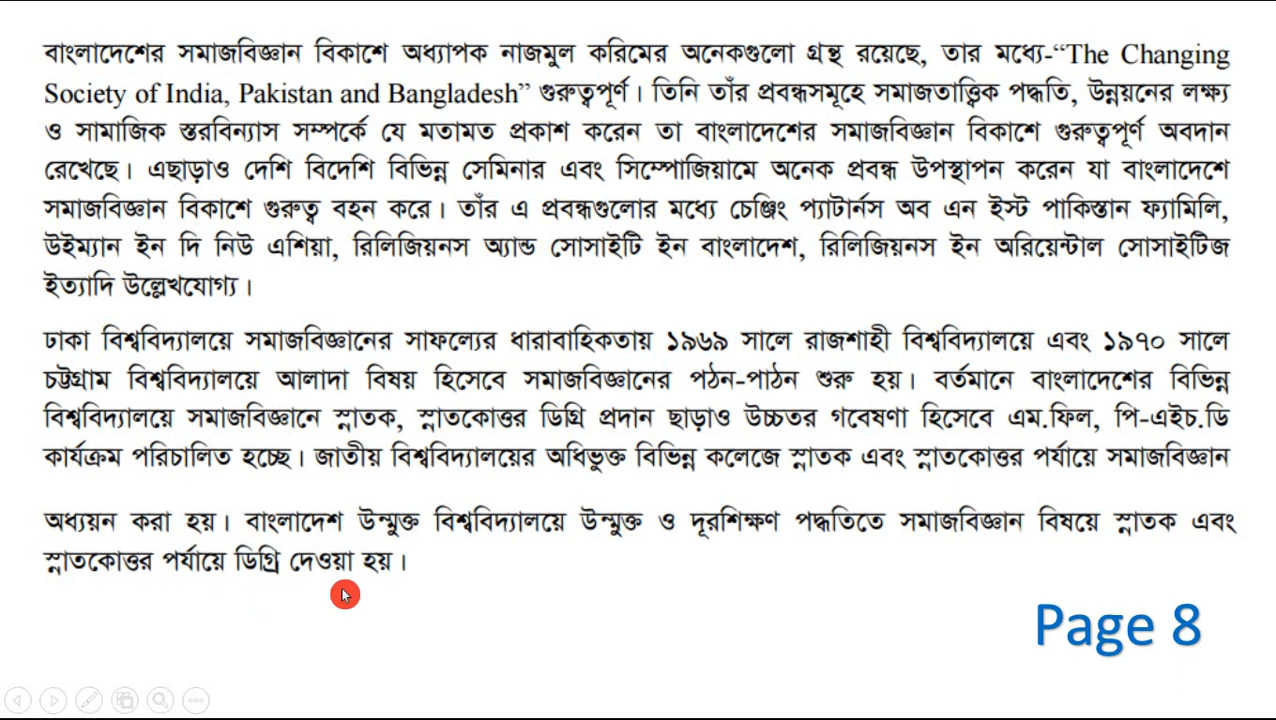 বাংলাদেশের সমাজবিজ্ঞান বিকাশে অধ্যাপক নাজমুল করিমের অনেকগুলো গ্রন্থ রয়েছে, তার মধ্যে-“The Changing
Society of India, Pakistan and Bangladesh” গুরুত্বপূর্ণ। তিনি তাঁর প্রবন্ধসমূহে সমাজতাত্ত্বিক পদ্ধতি, উন্নয়নের লক্ষ্য
ও সামাজিক স্তরবিন্যাস সম্পর্কে যে মতামত প্রকাশ করেন তা বাংলাদেশের সমাজবিজ্ঞান বিকাশে গুরুত্বপূর্ণ অবদান
রেখেছে। এছাড়াও দেশি বিদেশি বিভিন্ন সেমিনার এবং সিম্পোজিয়ামে অনেক প্রবন্ধ উপস্থাপন করেন যা বাংলাদেশে
সমাজবিজ্ঞান বিকাশে গুরুত্ব বহন করে। তাঁর এ প্রবন্ধগুলোর মধ্যে চেঞ্জিং প্যাটার্নস অব এন ইস্ট পাকিস্তান ফ্যামিলি,
উইম্যান ইন দি নিউ এশিয়া, রিলিজিয়নস অ্যান্ড সোসাইটি ইন বাংলাদেশ, রিলিজিয়নস ইন অরিয়েন্টাল সোসাইটিজ
ইত্যাদি উল্লেখযোগ্য।
ঢাকা বিশ্ববিদ্যালয়ে সমাজবিজ্ঞানের সাফল্যের ধারাবাহিকতায় ১৯৬৯ সালে রাজশাহী বিশ্ববিদ্যালয়ে এবং ১৯৭০ সালে
চট্টগ্রাম বিশ্ববিদ্যালয়ে আলাদা বিষয় হিসেবে সমাজবিজ্ঞানের পঠন-পাঠন শুরু হয়। বর্তমানে বাংলাদেশের বিভিন্ন
বিশ্ববিদ্যালয়ে সমাজবিজ্ঞানে স্নাতক, স্নাতকোত্তর ডিগ্রি প্রদান ছাড়াও উচ্চতর গবেষণা হিসেবে এম.ফিল, পি-এইচ.ডি
কার্যক্রম পরিচালিত হচ্ছে। জাতীয় বিশ্ববিদ্যালয়ের অধিভুক্ত বিভিন্ন কলেজে স্নাতক এবং স্নাতকোত্তর পর্যায়ে সমাজবিজ্ঞান
অধ্যয়ন করা হয়। বাংলাদেশ উন্মুক্ত বিশ্ববিদ্যালয়ে উন্মুক্ত ও দূরশিক্ষণ পদ্ধতিতে সমাজবিজ্ঞান বিষয়ে স্নাতক এবং
স্নাতকোত্তর পর্যায়ে ডিগ্রি দেওয়া হয়।
Page 8